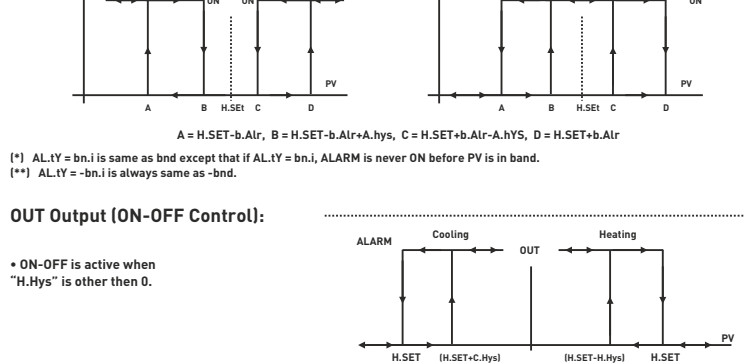 ON ON ON
PV PV
A B H.SEt C D A B H.SEt C D
A = H.SET-b.Alr, B = H.SET-b.Alr+A.hys, C = H.SET+b.Alr-A.hYS, D = H.SET+b.Alr
(*) AL.tY = bn.i is same as bnd except that if AL.tY = bn.i, ALARM is never ON before PV is in band.
(**) AL.tY = -bn.i is always same as -bnd.
OUT Output (ON-OFF Control):
• ON-OFF is active when
“H.Hys” is other then 0.
ALARM Cooling OUT Heating
PV
H.SET (H.SET+C.Hys) (H.SET-H.Hys) H.SET